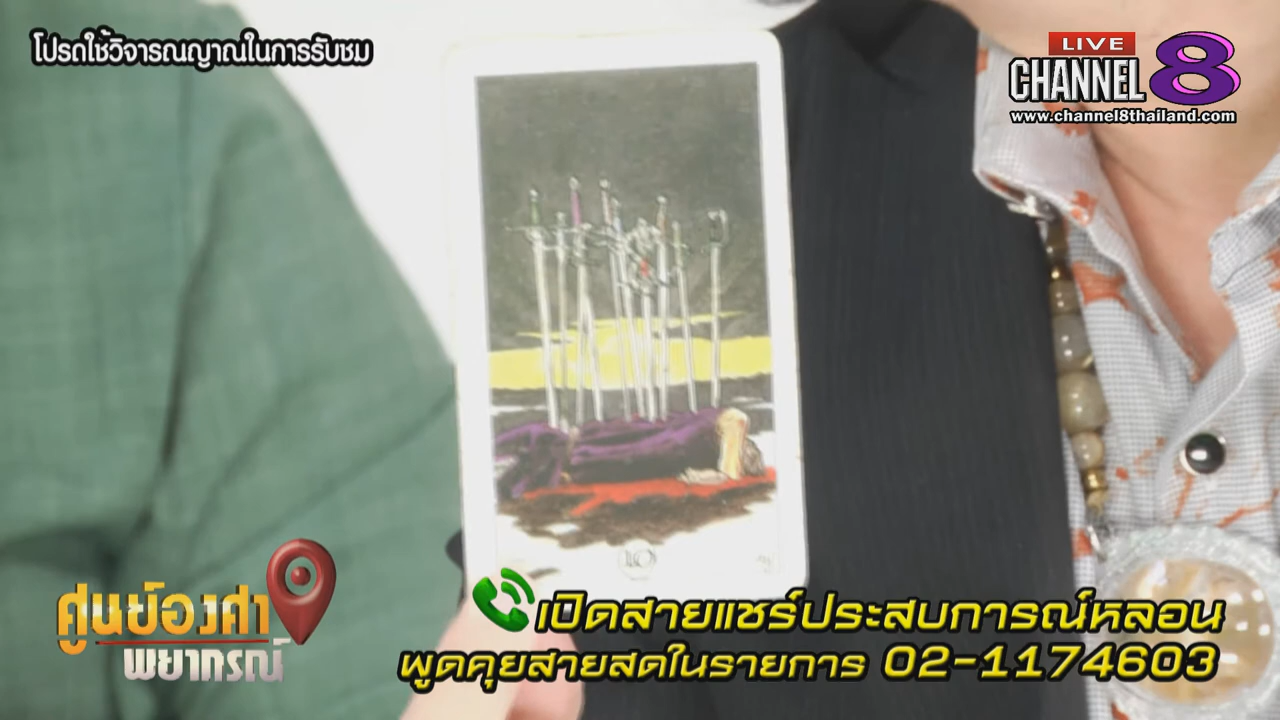 โปรดใช้วิจารณญาณในการรับชม
LIVE
CHANNEL 8
www.channel8thailand.com
ศูนย์องศา
พยากรณ์
เปิดสายแชร์ประสบการณ์หลอน
พูดคุยสายสดในรายการ 02-1174603